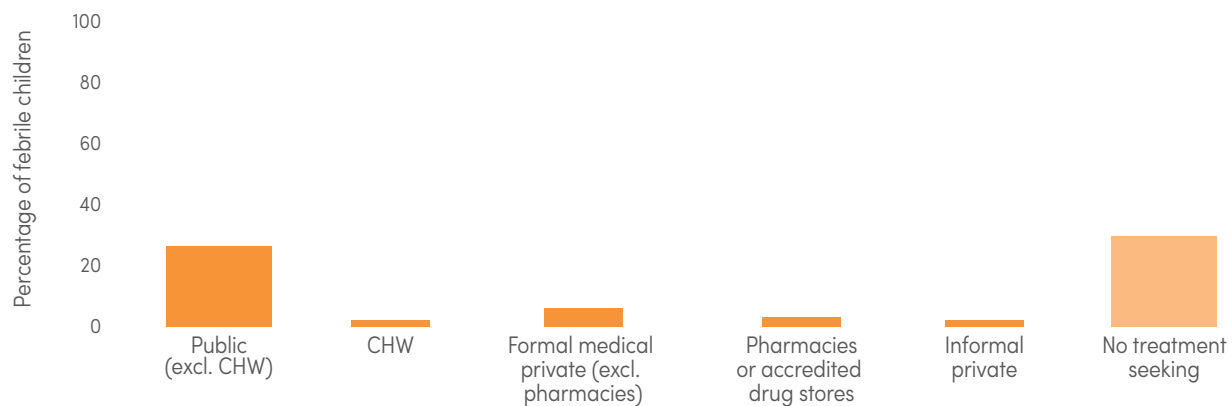 Percentage of febrile children
100
80
60
40
20
0
Public
(excl. CHW)
CHW
Formal medical
private (excl.
pharmacies)
Pharmacies
or accredited
drug stores
Informal
private
No treatment
seeking